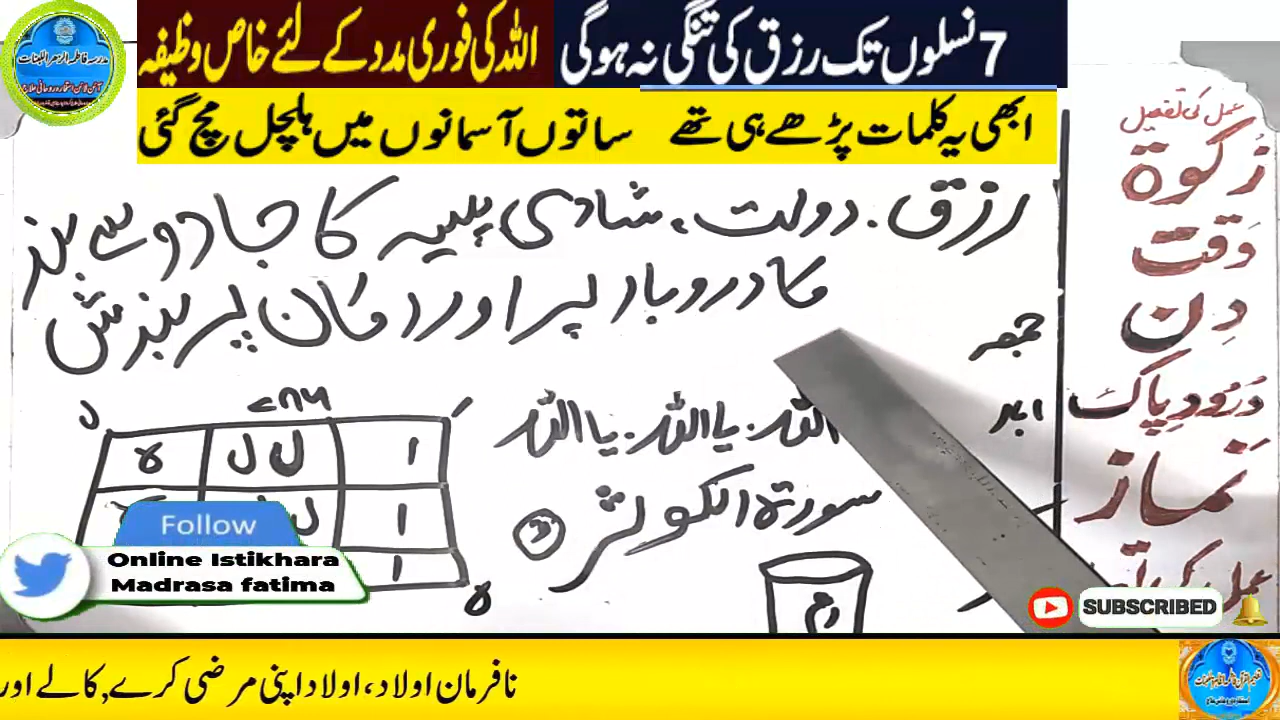 7 نسلوں تک رزق کی تنگی نہ ہوگی
اللہ کی فوری مدد کے لئے خاص وظیفہ
ابھی یہ کلمات پڑھے ہی تھے ساتوں آسمانوں میں ہلچل مچ گئی
رزق. دولت، شادی پیسہ کا جادو سے بند
کاروبار پر اور دکان پر بندش
عمل کی تفصیل
زکوۃ
وقت
دن
درود پاک
نماز
اللہ. یا اللہ. یا اللہ
سورۃ الکوثر
ل
ہ ل ل ا
ا
ا
ہ
Follow
Online Istikhara
Madrasa fatima
SUBSCRIBED
نافرمان اولاد، اولاد اپنی مرضی کرے, کالے اور